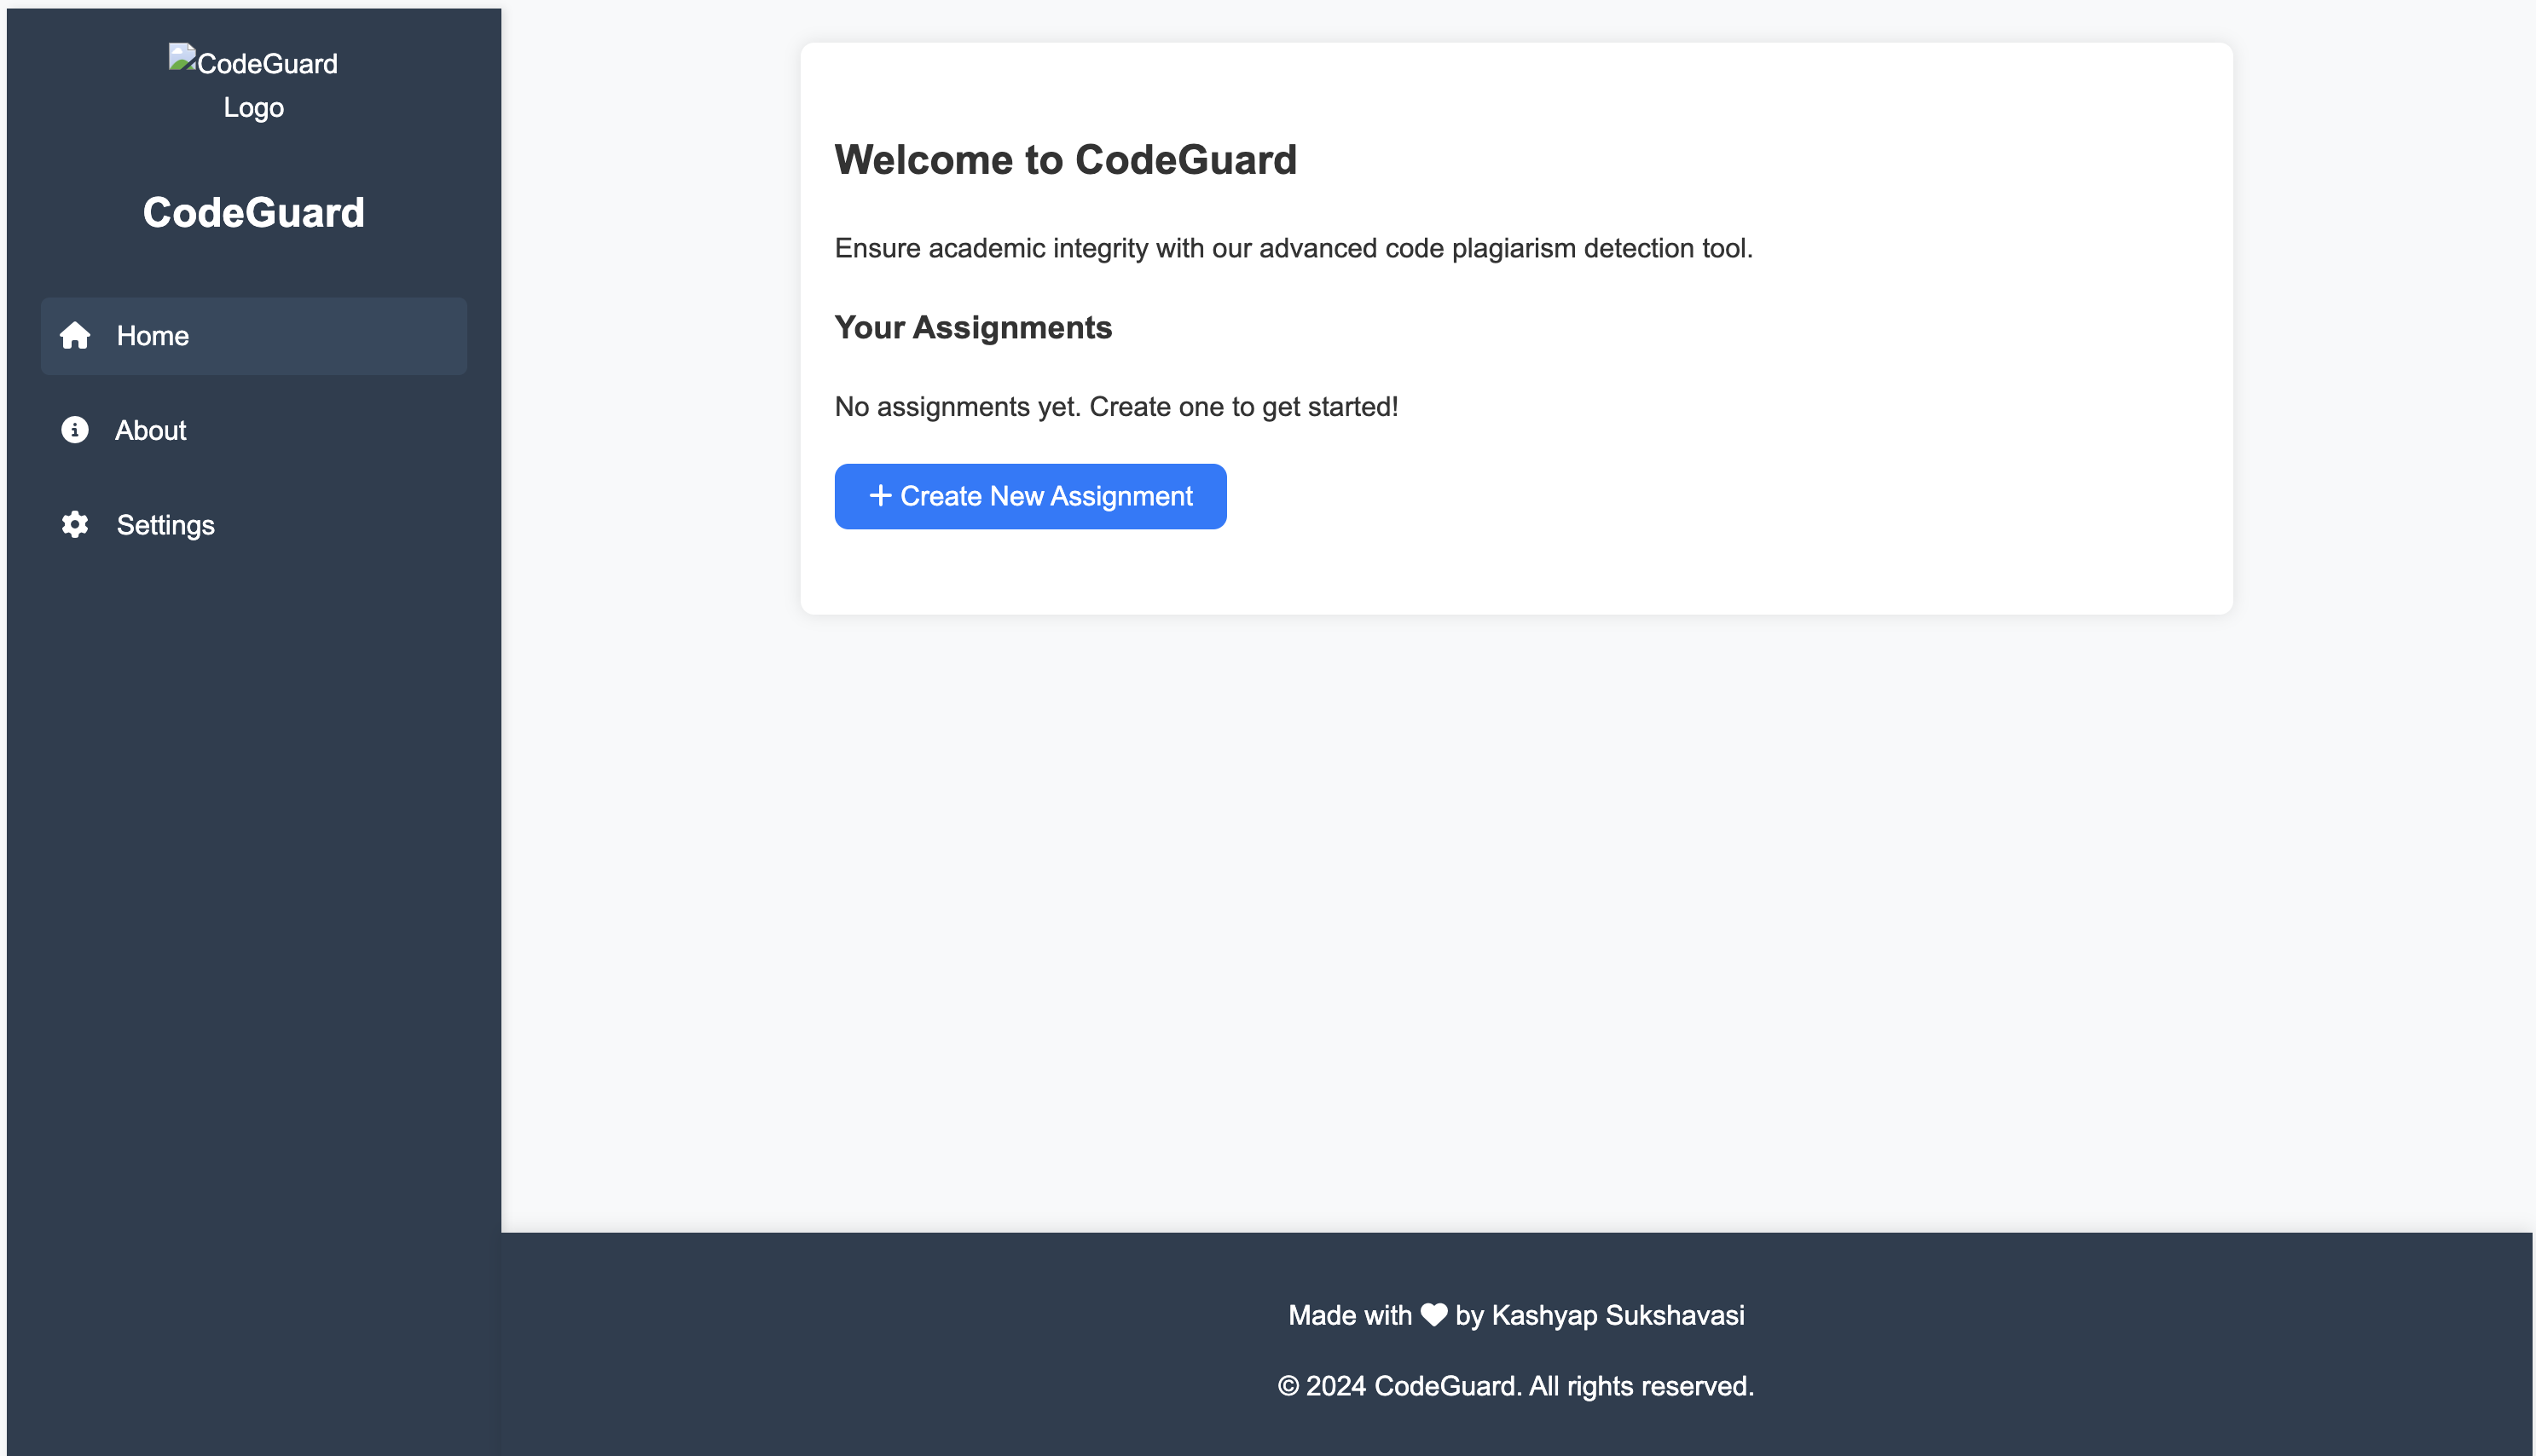 CodeGuard
Logo
CodeGuard
Home
About
Settings
Welcome to CodeGuard
Ensure academic integrity with our advanced code plagiarism detection tool.
Your Assignments
No assignments yet. Create one to get started!
+ Create New Assignment
Made with ♥ by Kashyap Sukshavasi
© 2024 CodeGuard. All rights reserved.